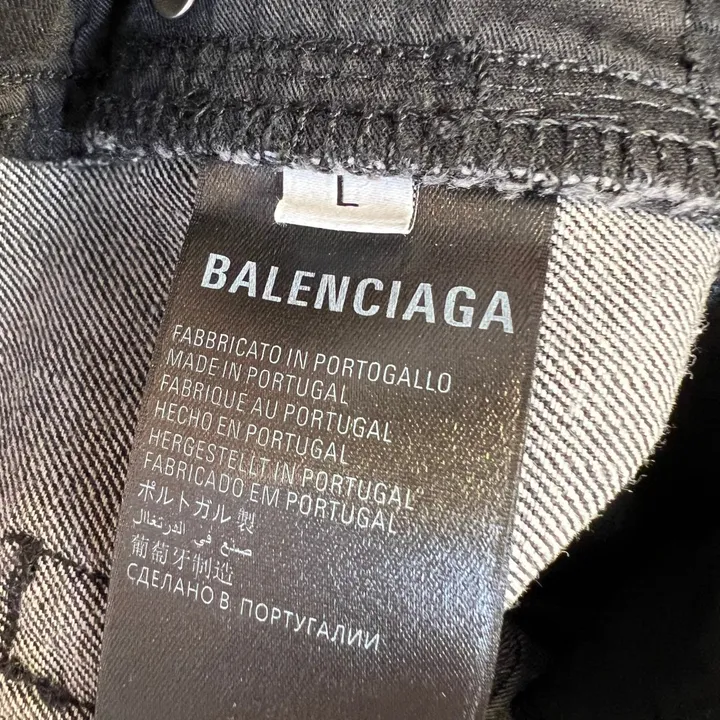 L
BALENCIAGA
FABBRICATO IN PORTOGALLO
MADE IN PORTUGAL
FABRIQUE AU PORTUGAL
HECHO EN PORTUGAL
HERGESTELLT IN PORTUGAL
FABRICADO EM PORTUGAL
ポルトガル 製
صنع في
葡萄牙制造
СДЕЛАНО В ПОРТУГАЛИИ